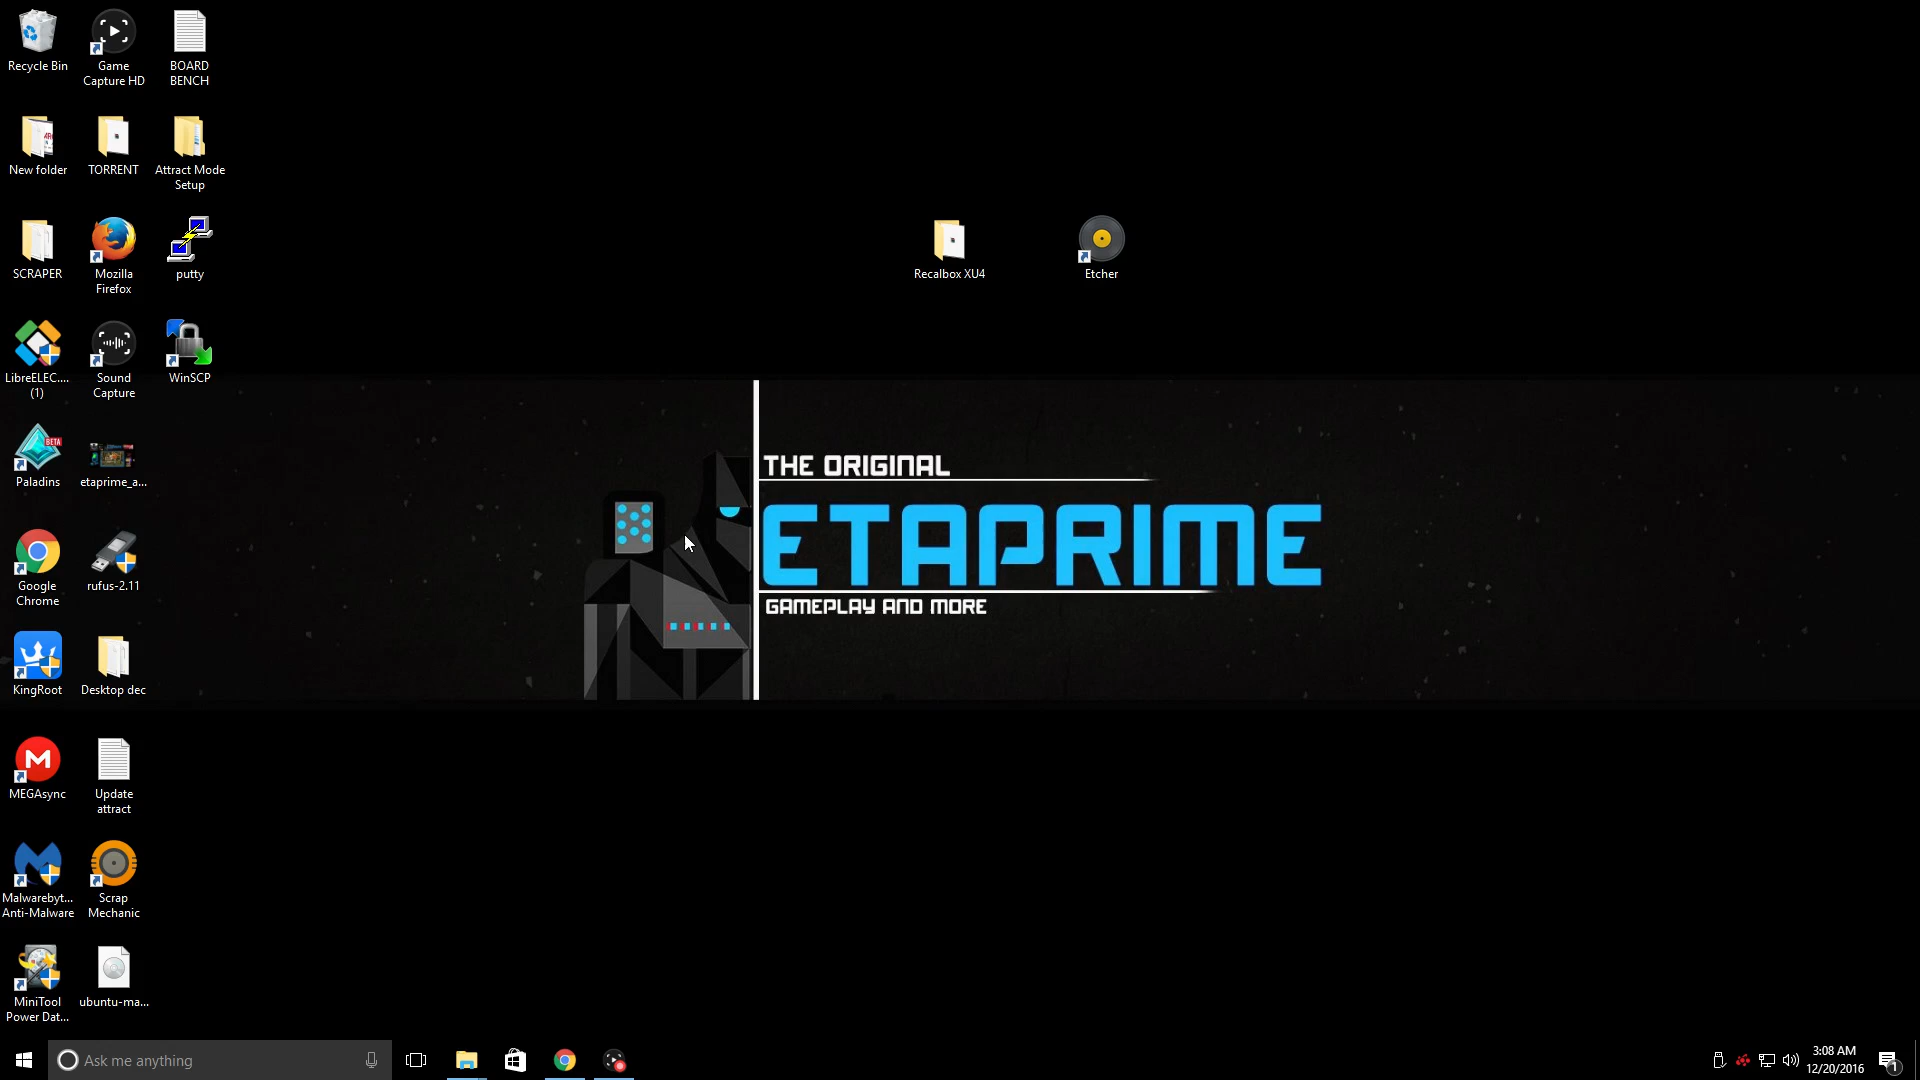 Recycle Bin
Game
Capture HD
BOARD
BENCH
New folder
TORRENT
Attract Mode
Setup
SCRAPER
Mozilla
Firefox
putty
Recalbox XU4
Etcher
LibreELEC....
(1)
Sound
Capture
WinSCP
Paladins
BETA
etaprime_a...
THE ORIGINAL
ETAPRIME
GAMEPLAY AND MORE
Google
Chrome
rufus-2.11
KingRoot
Desktop dec
MEGAsync
Update
attract
Malwarebyt...
Anti-Malware
Scrap
Mechanic
MiniTool
Power Dat...
ubuntu-ma...
Ask me anything
3:08 AM
12/20/2016
1